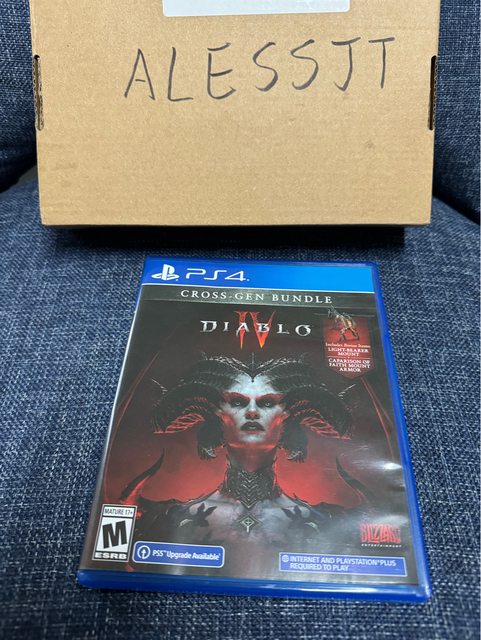 ALESSJT
PS4
CROSS-GEN BUNDLE
DIABLO
IV
Includes Bonus Items
LIGHT-BEARER
MOUNT
CAPARISON OF
FAITH MOUNT
ARMOR
MATURE 17+
M
ESRB
PS5 Upgrade Available
BLIZZARD
ENTERTAINMENT
INTERNET AND PLAYSTATION®PLUS
REQUIRED TO PLAY